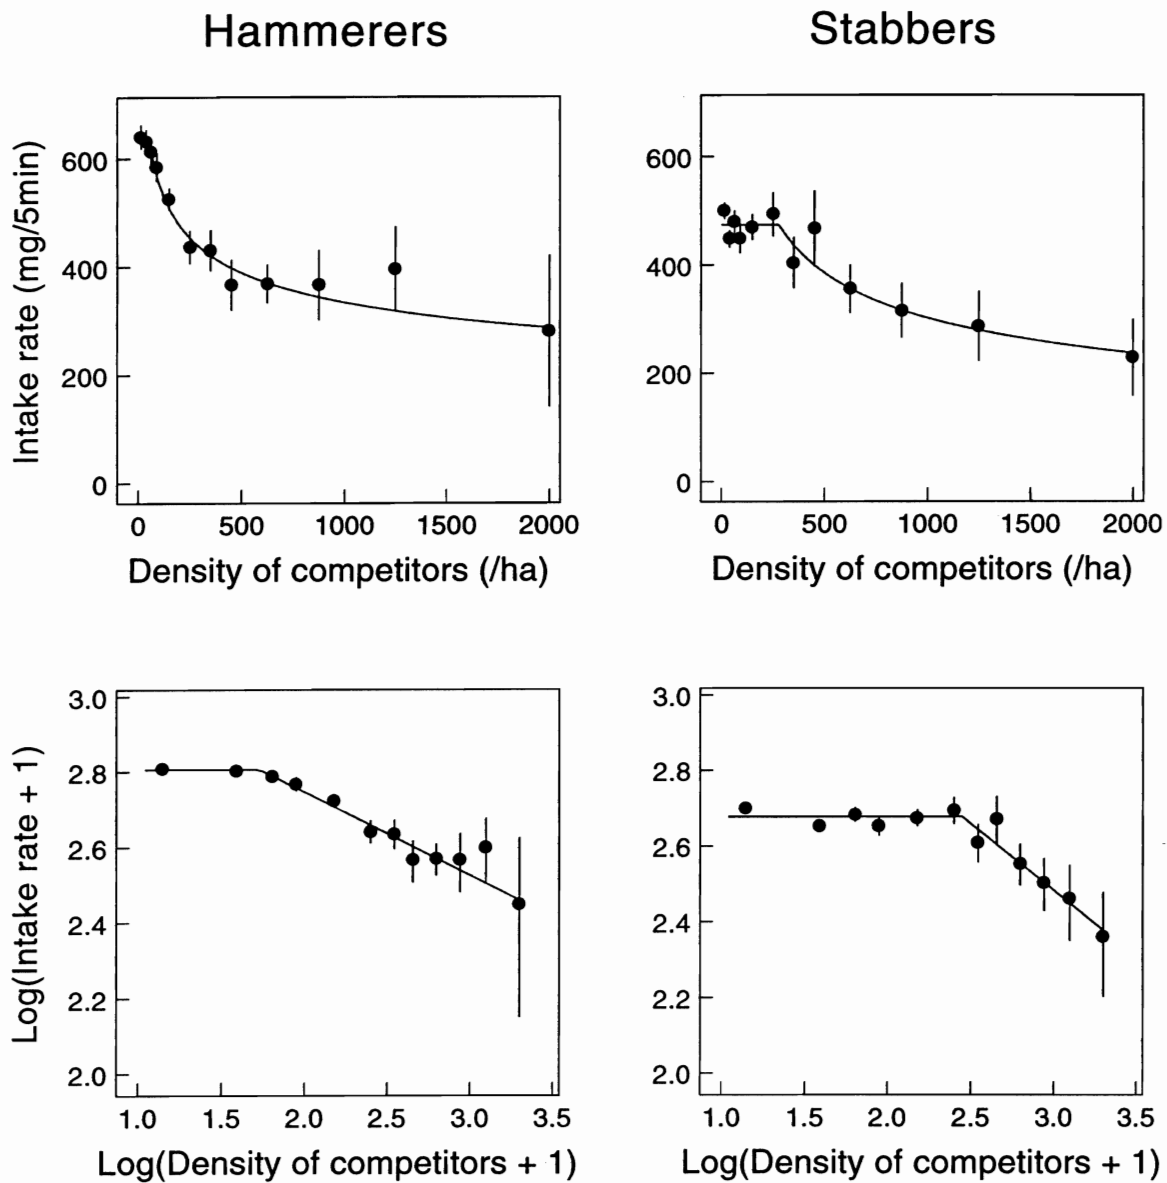 Hammerers
Stabbers
Intake rate (mg/5min)
600
400
200
0
0 500 1000 1500 2000
Density of competitors (/ha)
600
400
200
0
0 500 1000 1500 2000
Density of competitors (/ha)
Log(Intake rate + 1)
3.0
2.8
2.6
2.4
2.2
2.0
1.0 1.5 2.0 2.5 3.0 3.5
Log(Density of competitors + 1)
3.0
2.8
2.6
2.4
2.2
2.0
1.0 1.5 2.0 2.5 3.0 3.5
Log(Density of competitors + 1)